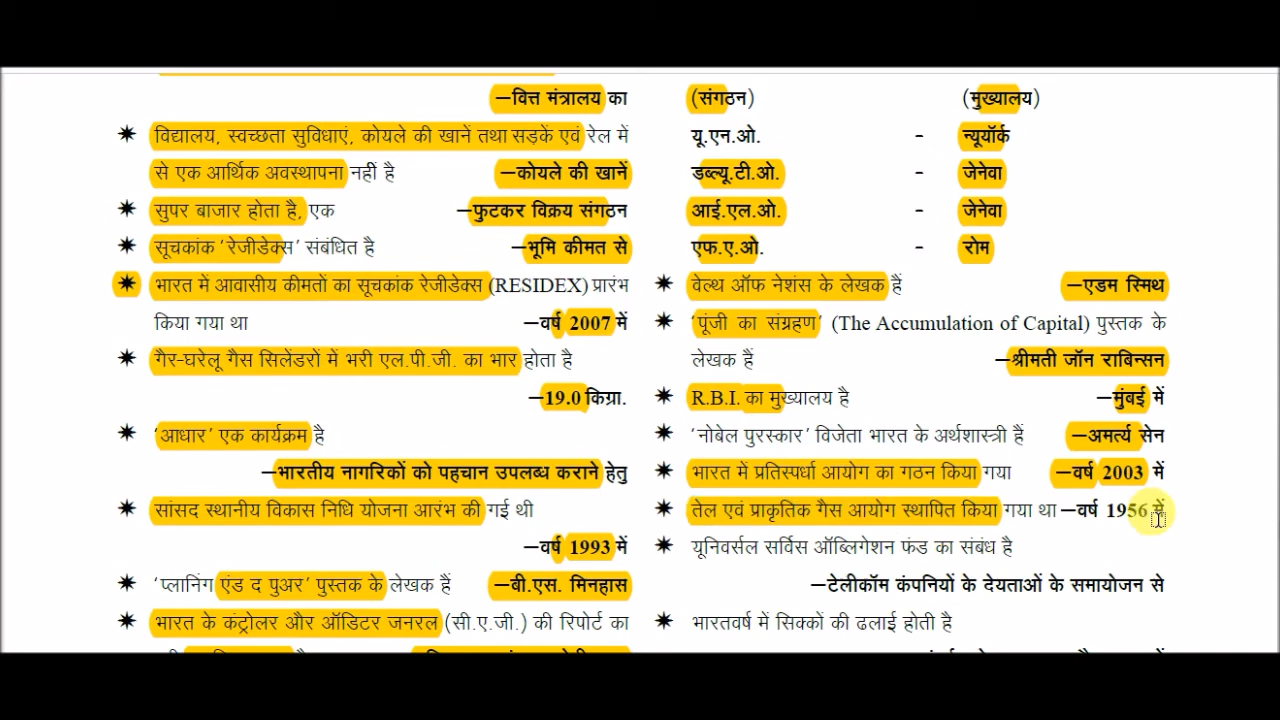 –वित्त मंत्रालय का
✷ विद्यालय, स्वच्छता सुविधाएं, कोयले की खानें तथा सड़कें एवं रेल में
से एक आर्थिक अवस्थापना नहीं है –कोयले की खानें
✷ सुपर बाजार होता है, एक –फुटकर विक्रय संगठन
✷ सूचकांक ‘रेजीडेक्स’ संबंधित है –भूमि कीमत से
✷ भारत में आवासीय कीमतों का सूचकांक रेजीडेक्स (RESIDEX) प्रारंभ
किया गया था –वर्ष 2007 में
✷ गैर-घरेलू गैस सिलेंडरों में भरी एल.पी.जी. का भार होता है
–19.0 किग्रा.
✷ ‘आधार’ एक कार्यक्रम है
–भारतीय नागरिकों को पहचान उपलब्ध कराने हेतु
✷ सांसद स्थानीय विकास निधि योजना आरंभ की गई थी
–वर्ष 1993 में
✷ ‘प्लानिंग एंड द पुअर’ पुस्तक के लेखक हैं –बी.एस. मिनहास
✷ भारत के कंट्रोलर और ऑडिटर जनरल (सी.ए.जी.) की रिपोर्ट का
(संगठन) (मुख्यालय)
यू.एन.ओ. - न्यूयॉर्क
डब्ल्यू.टी.ओ. - जेनेवा
आई.एल.ओ. - जेनेवा
एफ.ए.ओ. - रोम
✷ वेल्थ ऑफ नेशंस के लेखक हैं –एडम स्मिथ
✷ ‘पूंजी का संग्रहण’ (The Accumulation of Capital) पुस्तक के
लेखक हैं –श्रीमती जॉन राबिन्सन
✷ R.B.I. का मुख्यालय है –मुंबई में
✷ ‘नोबेल पुरस्कार’ विजेता भारत के अर्थशास्त्री हैं –अमर्त्य सेन
✷ भारत में प्रतिस्पर्धा आयोग का गठन किया गया –वर्ष 2003 में
✷ तेल एवं प्राकृतिक गैस आयोग स्थापित किया गया था –वर्ष 1956 में
✷ यूनिवर्सल सर्विस ऑब्लिगेशन फंड का संबंध है
–टेलीकॉम कंपनियों के देयताओं के समायोजन से
✷ भारतवर्ष में सिक्कों की ढलाई होती है